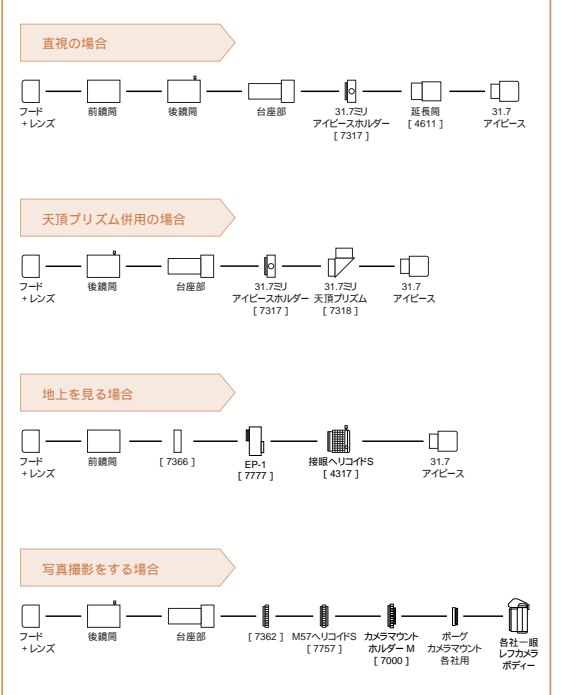 直視の場合
フード
+レンズ
前鏡筒
後鏡筒
台座部
31.7ミリ
アイピースホルダー
[ 7317 ]
延長筒
[ 4611 ]
31.7
アイピース
天頂プリズム併用の場合
フード
+レンズ
後鏡筒
台座部
31.7ミリ
アイピースホルダー
[ 7317 ]
31.7ミリ
天頂プリズム
[ 7318 ]
31.7
アイピース
地上を見る場合
フード
+レンズ
前鏡筒
[ 7366 ]
EP-1
[ 7777 ]
接眼ヘリコイドS
[ 4317 ]
31.7
アイピース
写真撮影をする場合
フード
+レンズ
後鏡筒
台座部
[ 7362 ]
M57ヘリコイドS
[ 7757 ]
カメラマウント
ホルダー M
[ 7000 ]
ボーグ
カメラマウント
各社用
各社一眼
レフカメラ
ボディー